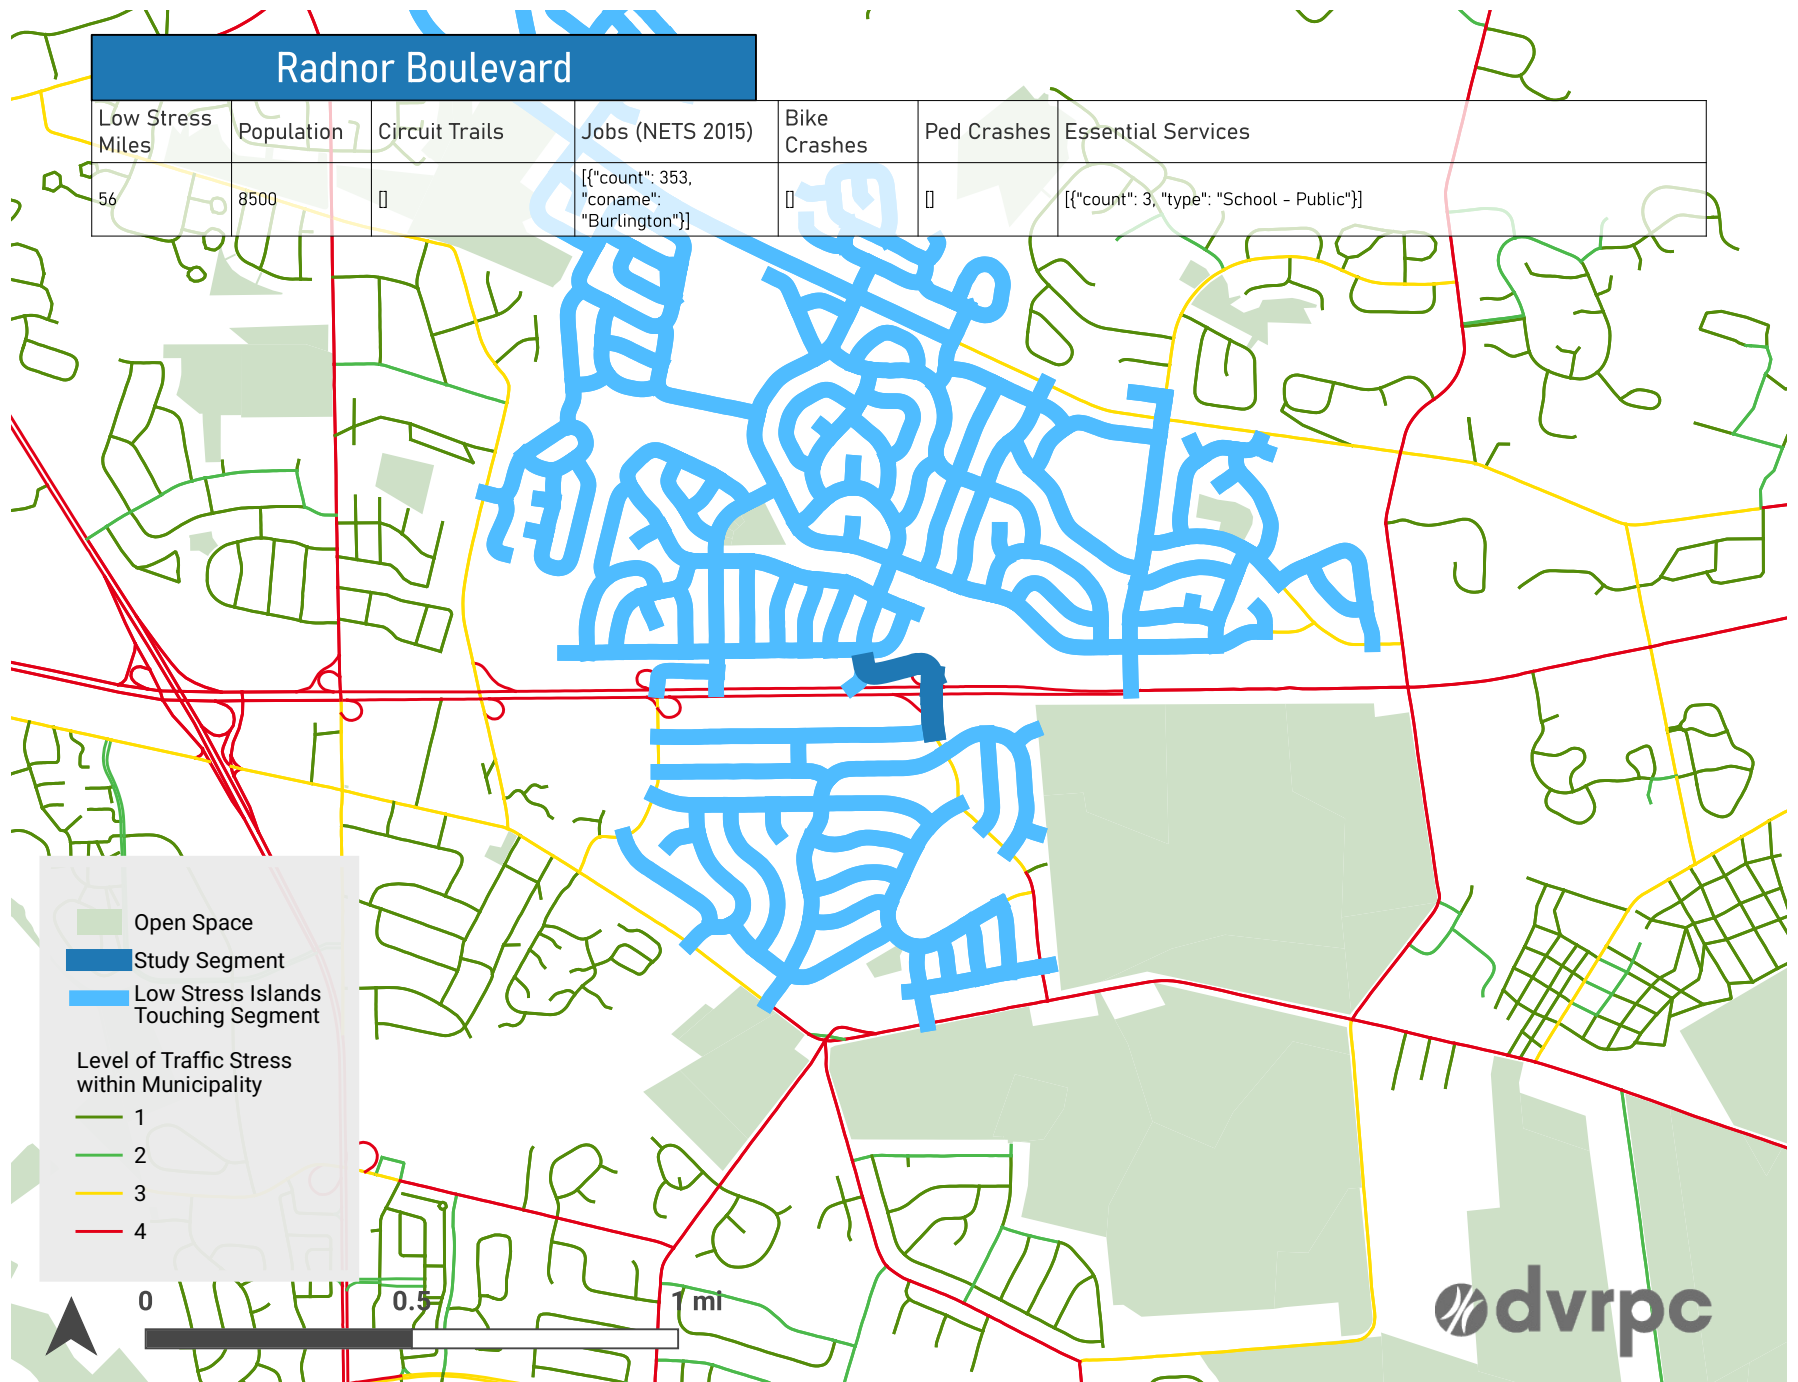 Radnor Boulevard
Low Stress Miles
Population
Circuit Trails
Jobs (NETS 2015)
Bike Crashes
Ped Crashes
Essential Services
56
8500
[]
[{"count": 353,
"coname":
"Burlington"}]
[]
[]
[{"count": 3, "type": "School - Public"}]
Open Space
Study Segment
Low Stress Islands
Touching Segment
Level of Traffic Stress
within Municipality
1
2
3
4
0
0.5
1 mi
dvrpc